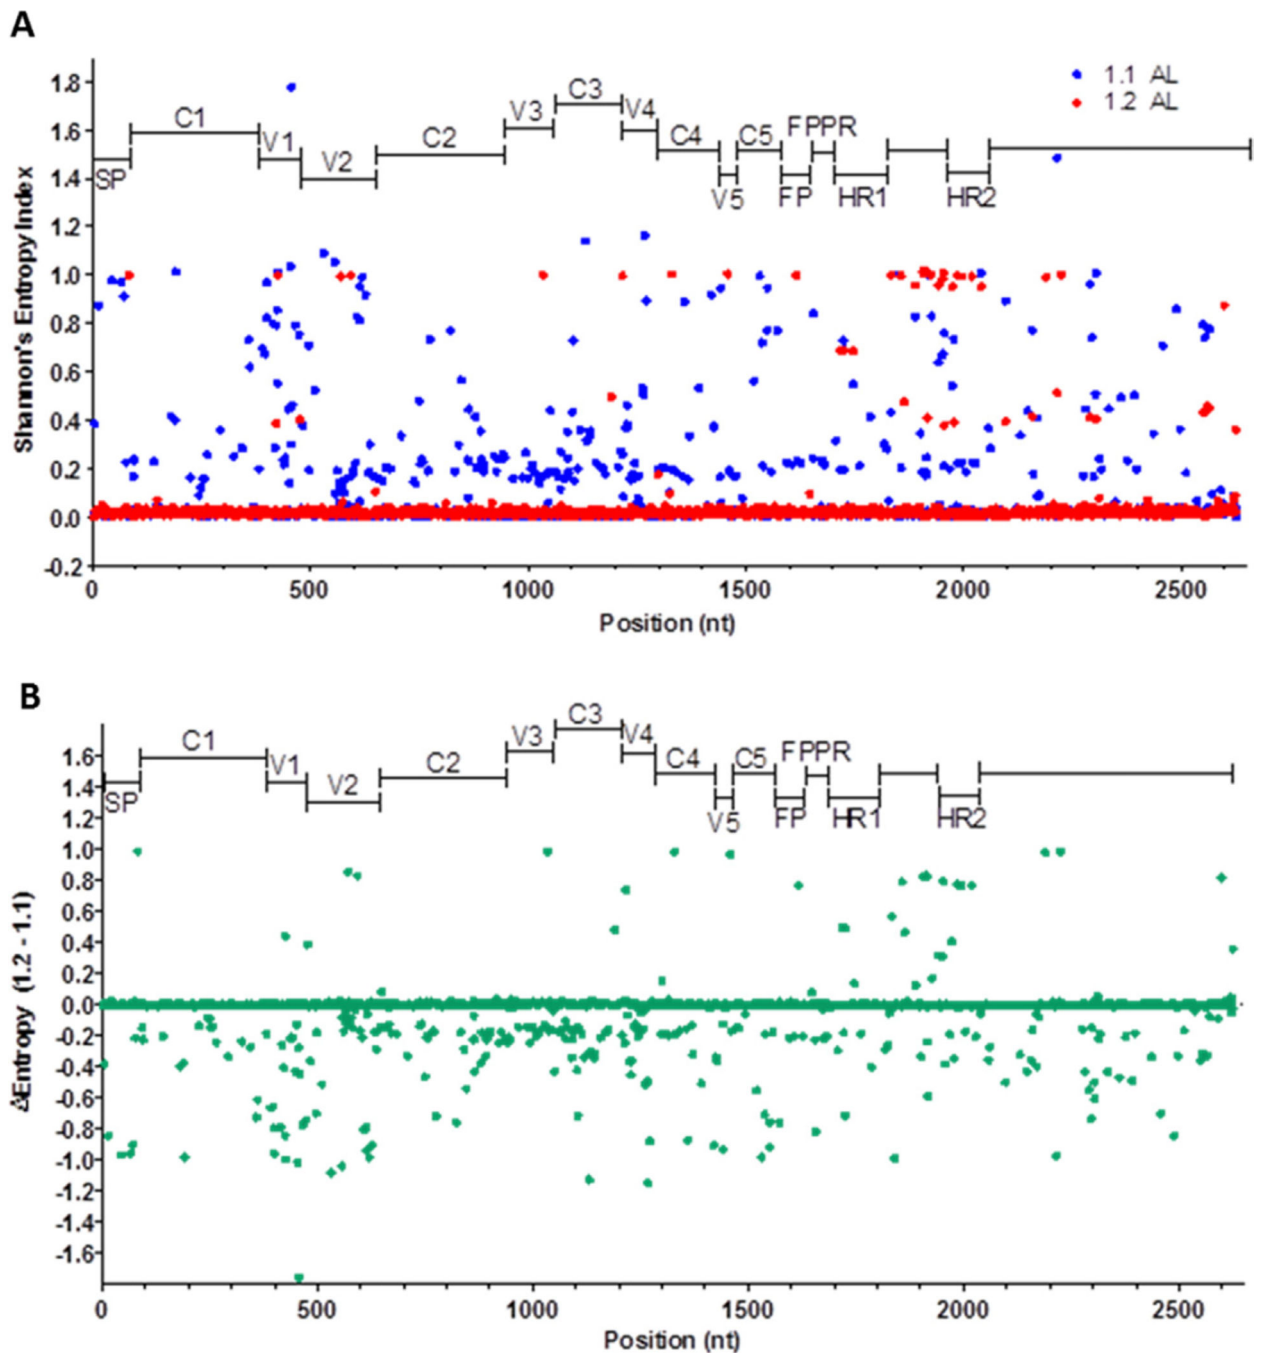 A
1.1 AL
1.2 AL
1.8
1.6
1.4
1.2
1.0
0.8
0.6
0.4
0.2
0.0
-0.2
Shannon's Entropy Index
SP
C1
V1
V2
C2
V3
C3
V4
C4
V5
C5
FP
FPPR
HR1
HR2
0
500
1000
1500
2000
2500
Position (nt)
B
1.6
1.4
1.2
1.0
0.8
0.6
0.4
0.2
0.0
-0.2
-0.4
-0.6
-0.8
-1.0
-1.2
-1.4
-1.6
ΔEntropy (1.2 - 1.1)
SP
C1
V1
V2
C2
V3
C3
V4
C4
V5
C5
FP
FPPR
HR1
HR2
0
500
1000
1500
2000
2500
Position (nt)